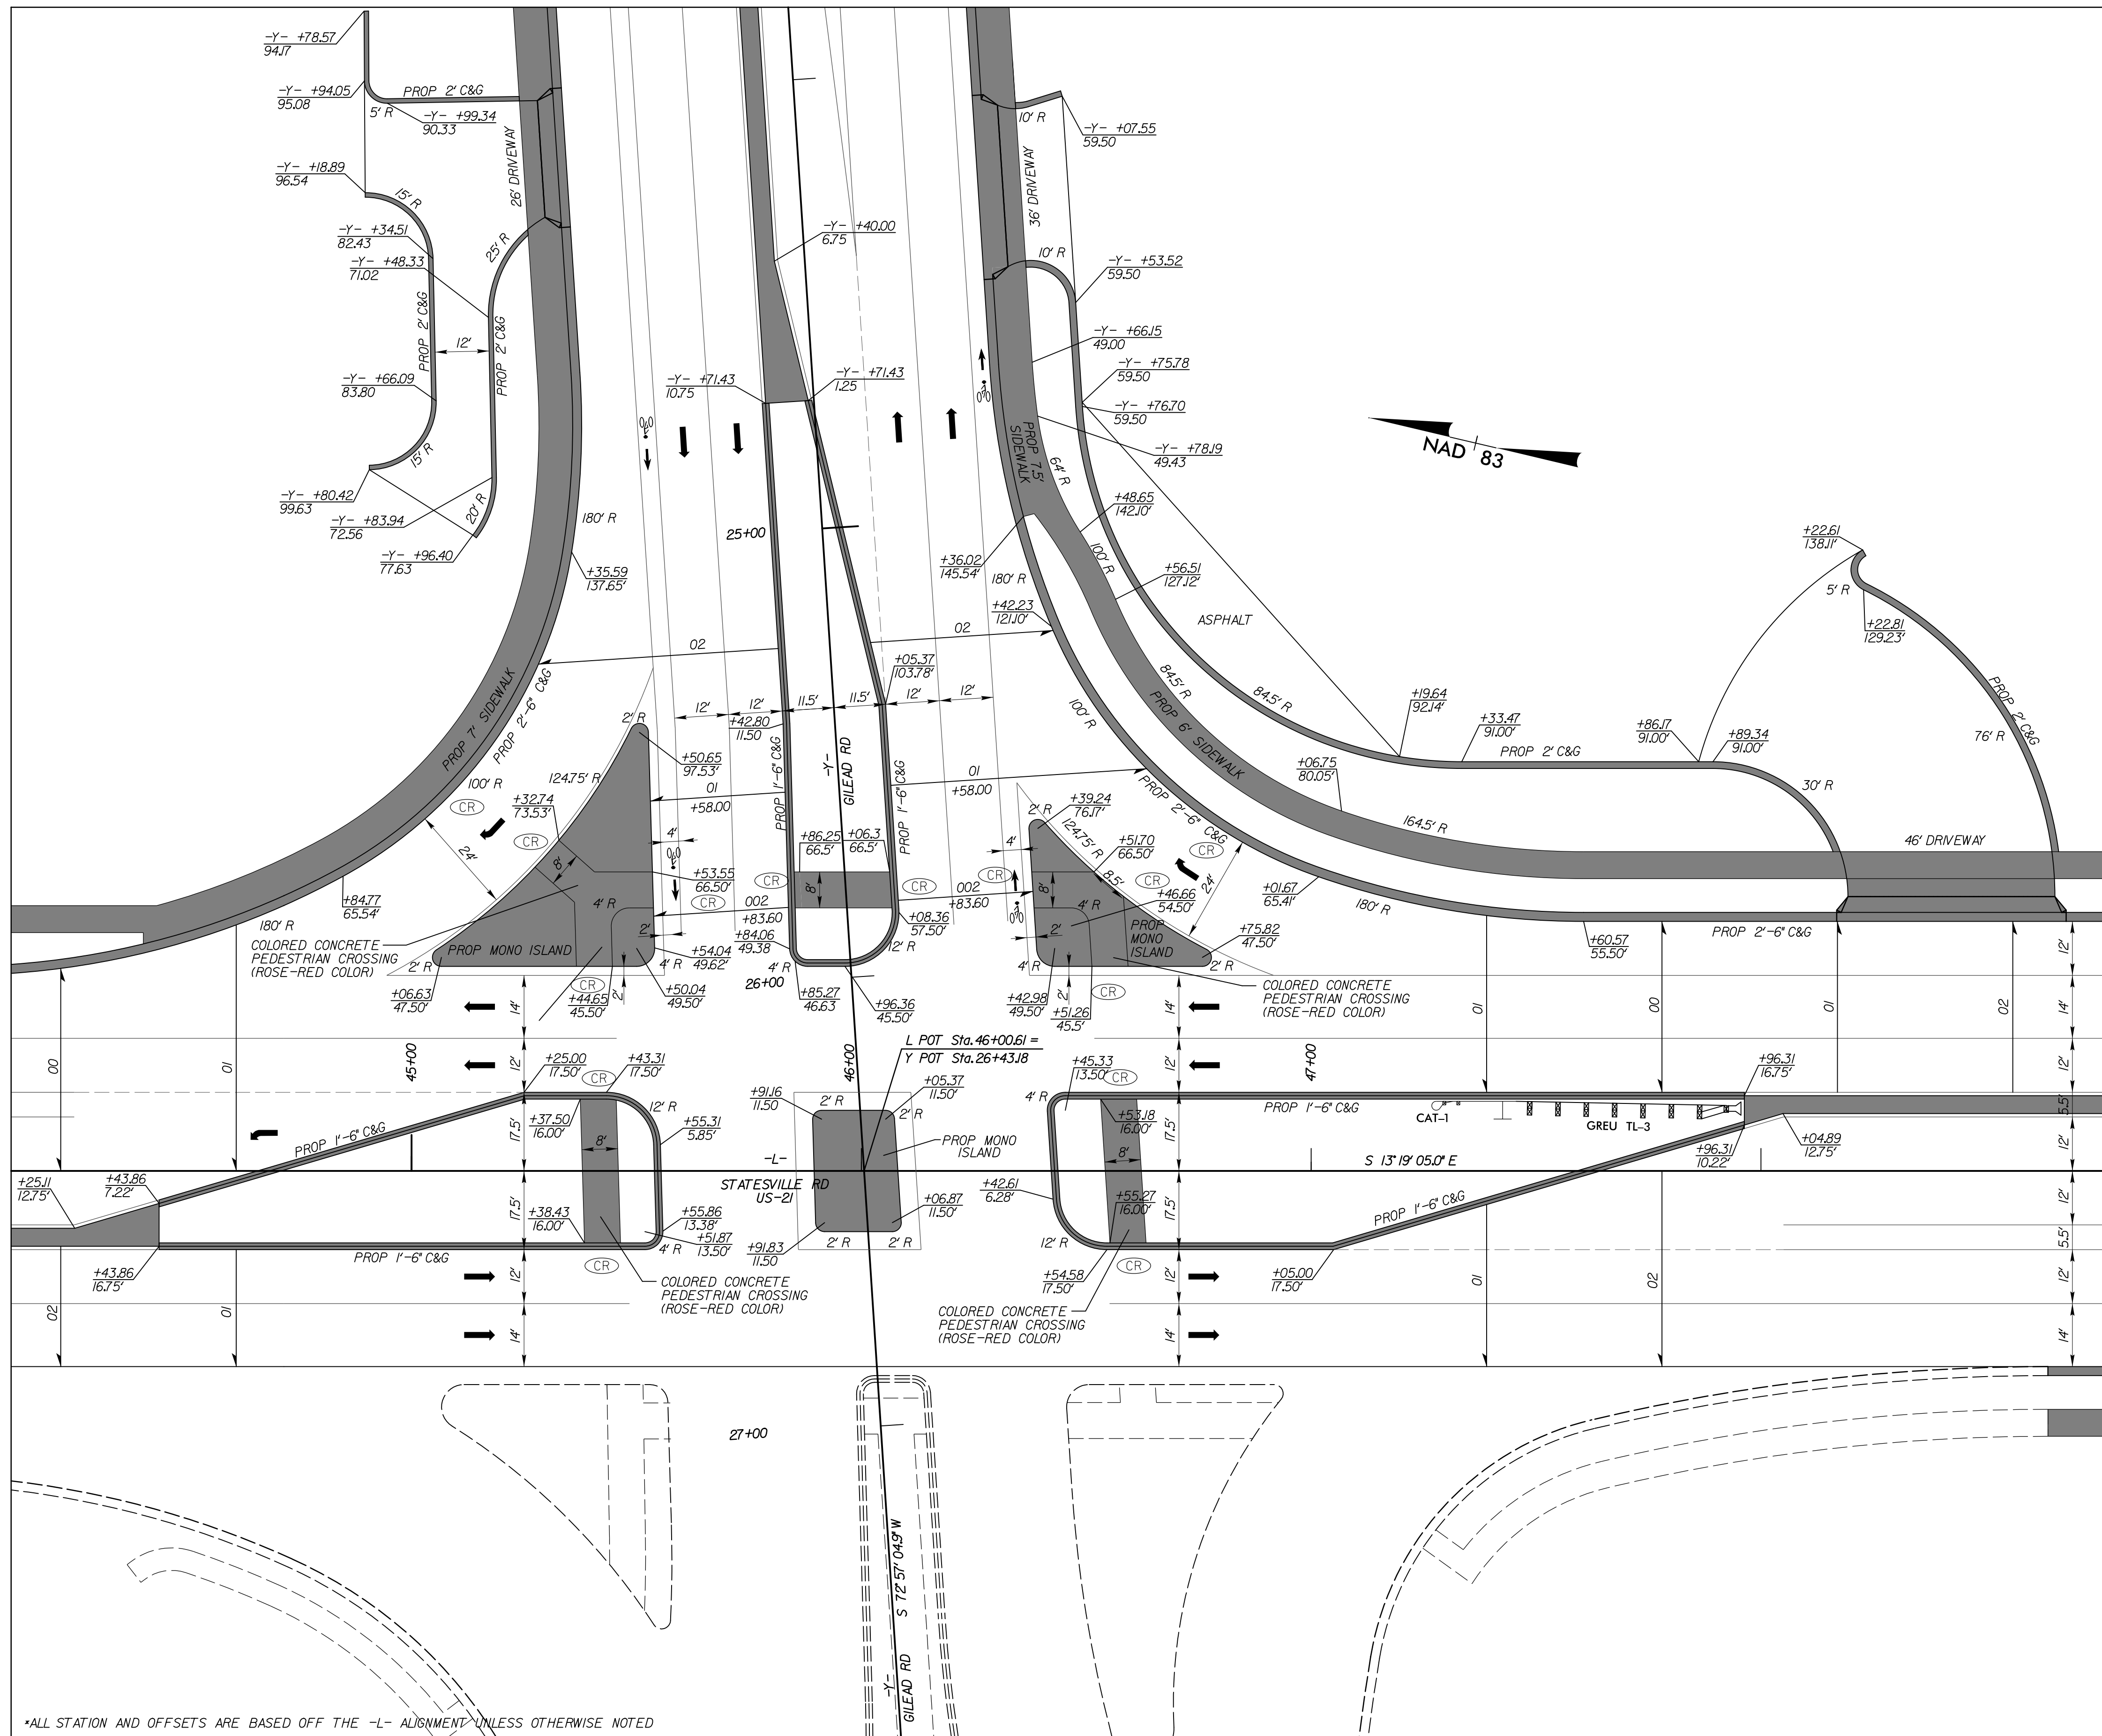 -Y- +78.57
94.17
-Y- +94.05
95.08
PROP 2' C&G
5' R
-Y- +99.34
90.33
26' DRIVEWAY
-Y- +18.89
96.54
15' R
-Y- +34.51
82.43
25' R
-Y- +48.33
71.02
PROP 2' C&G
12'
PROP 2' C&G
-Y- +66.09
83.80
15' R
-Y- +80.42
99.63
20' R
-Y- +83.94
72.56
-Y- +96.40
77.63
180' R
+35.59
137.65'
-Y- +40.00
6.75
-Y- +71.43
10.75
-Y- +71.43
1.25
25+00
10' R
-Y- +07.55
59.50
36' DRIVEWAY
10' R
-Y- +53.52
59.50
-Y- +66.15
49.00
-Y- +75.78
59.50
-Y- +76.70
59.50
-Y- +78.19
49.43
PROP 7.5'
SIDEWALK
64' R
+48.65
142.10'
100' R
+36.02
145.54'
+56.51
127.12'
180' R
+42.23
121.10'
ASPHALT
NAD 83
+22.61
138.11'
5' R
+22.81
129.23'
PROP 2' C&G
76' R
02
02
+05.37
103.78'
12'
12'
11.5'
11.5'
12'
12'
+42.80
11.50
PROP 7' SIDEWALK
PROP 2'-6" C&G
2' R
+50.65
97.53'
100' R
124.75' R
CR
+32.74
73.53'
CR
24'
8'
01
+58.00
PROP 1'-6" C&G
-Y-
GILEAD RD
PROP 1'-6" C&G
01
+58.00
100' R
84.5' R
PROP 6' SIDEWALK
84.5' R
+19.64
92.14'
+33.47
91.00'
PROP 2' C&G
+86.17
91.00'
+89.34
91.00'
30' R
46' DRIVEWAY
+06.75
80.05'
164.5' R
PROP 2'-6" C&G
2' R
+39.24
76.17'
124.75' R
+51.70
66.50'
CR
24'
4'
4'
8.5'
8'
CR
CR
+46.66
54.50'
4' R
+01.67
65.41'
180' R
+86.25
66.5'
+06.3
66.5'
8'
CR
CR
+53.55
66.50'
CR
002
+83.60
002
+83.60
+84.77
65.54'
180' R
COLORED CONCRETE
PEDESTRIAN CROSSING
(ROSE-RED COLOR)
PROP MONO ISLAND
4' R
2'
2' R
+06.63
47.50'
CR
+44.65
45.50'
2'
+54.04
49.62'
4' R
+50.04
49.50'
+84.06
49.38
4' R
26+00
+85.27
46.63
+96.36
45.50'
+08.36
57.50'
12' R
2'
PROP
MONO
ISLAND
+75.82
47.50'
4' R
2' R
+42.98
49.50'
2'
+51.26
45.5'
CR
COLORED CONCRETE
PEDESTRIAN CROSSING
(ROSE-RED COLOR)
+60.57
55.50'
PROP 2'-6" C&G
12'
14'
14'
14'
00
01
45+00
12'
+25.00
17.50'
+43.31
17.50'
CR
46+00
L POT Sta. 46+00.61 =
Y POT Sta. 26+43.18
47+00
12'
01
00
01
02
12'
+96.31
16.75'
+45.33
13.50'
CR
4' R
+91.16
11.50
+05.37
11.50'
2' R
2' R
PROP MONO
ISLAND
PROP 1'-6" C&G
+37.50
16.00'
12' R
+55.31
5.85'
17.5'
8'
PROP 1'-6" C&G
CAT-1
GREU TL-3
5.5'
17.5'
+53.18
16.00'
8'
12'
+04.89
12.75'
+96.31
10.22'
-L-
S 13° 19' 05.0" E
+25.11
12.75'
+43.86
7.22'
STATESVILLE RD
US-21
+42.61
6.28'
+55.27
16.00'
PROP 1'-6" C&G
12'
17.5'
17.5'
+38.43
16.00'
+55.86
13.38'
+51.87
13.50'
4' R
+06.87
11.50'
+91.83
11.50
2' R
2' R
12' R
PROP 1'-6" C&G
+43.86
16.75'
CR
CR
5.5'
+54.58
17.50'
+05.00
17.50'
12'
12'
12'
02
01
01
02
COLORED CONCRETE
PEDESTRIAN CROSSING
(ROSE-RED COLOR)
COLORED CONCRETE
PEDESTRIAN CROSSING
(ROSE-RED COLOR)
14'
14'
14'
27+00
S 72° 57' 04.9" W
-Y-
GILEAD RD
*ALL STATION AND OFFSETS ARE BASED OFF THE -L- ALIGNMENT UNLESS OTHERWISE NOTED